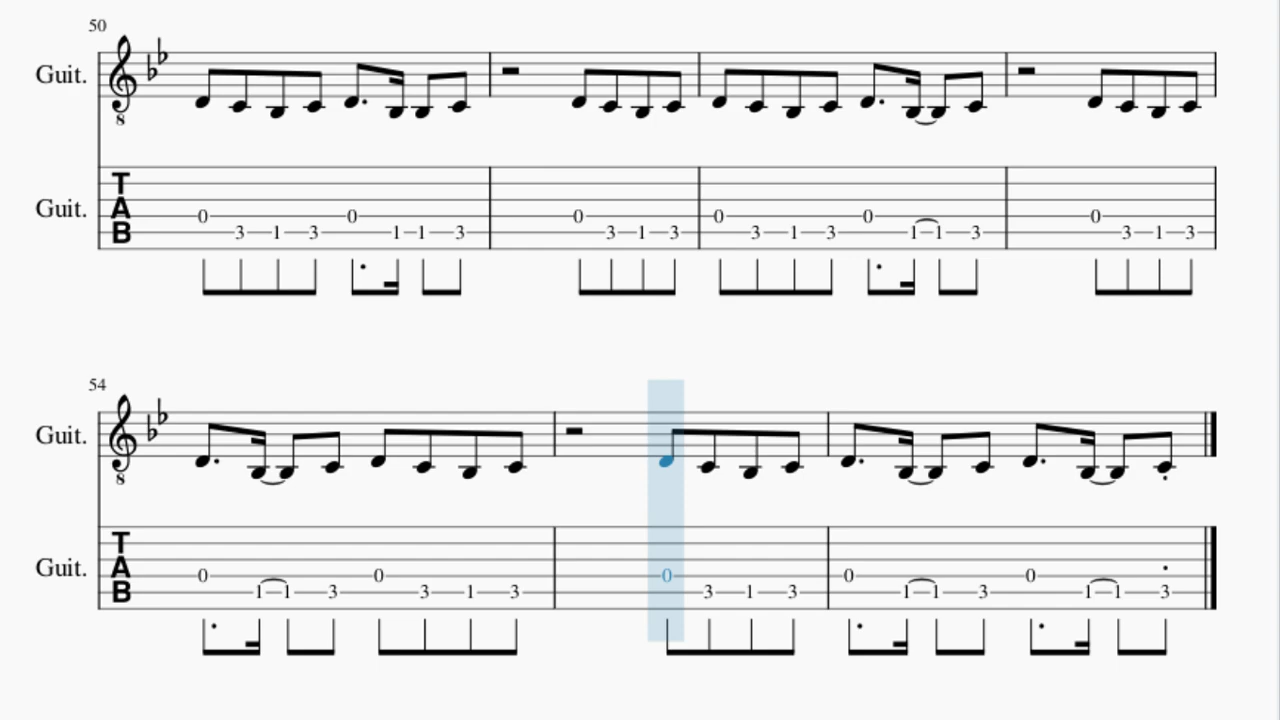 50
Guit.
8
Guit. T A B
0 3 1 3 0 1 1 3 0 3 1 3 0 3 1 3 0 1 1 3 0 3 1 3
54
Guit.
8
Guit. T A B
0 1 1 3 0 3 1 3 0 3 1 3 0 1 1 3 0 1 1 3